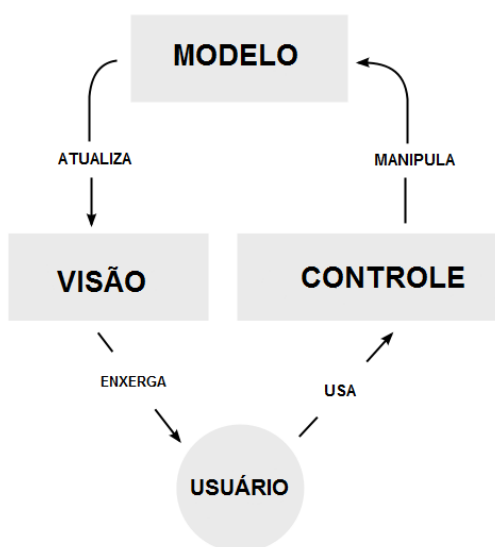 MODELO
ATUALIZA
MANIPULA
VISÃO
CONTROLE
ENXERGA
USA
USUÁRIO